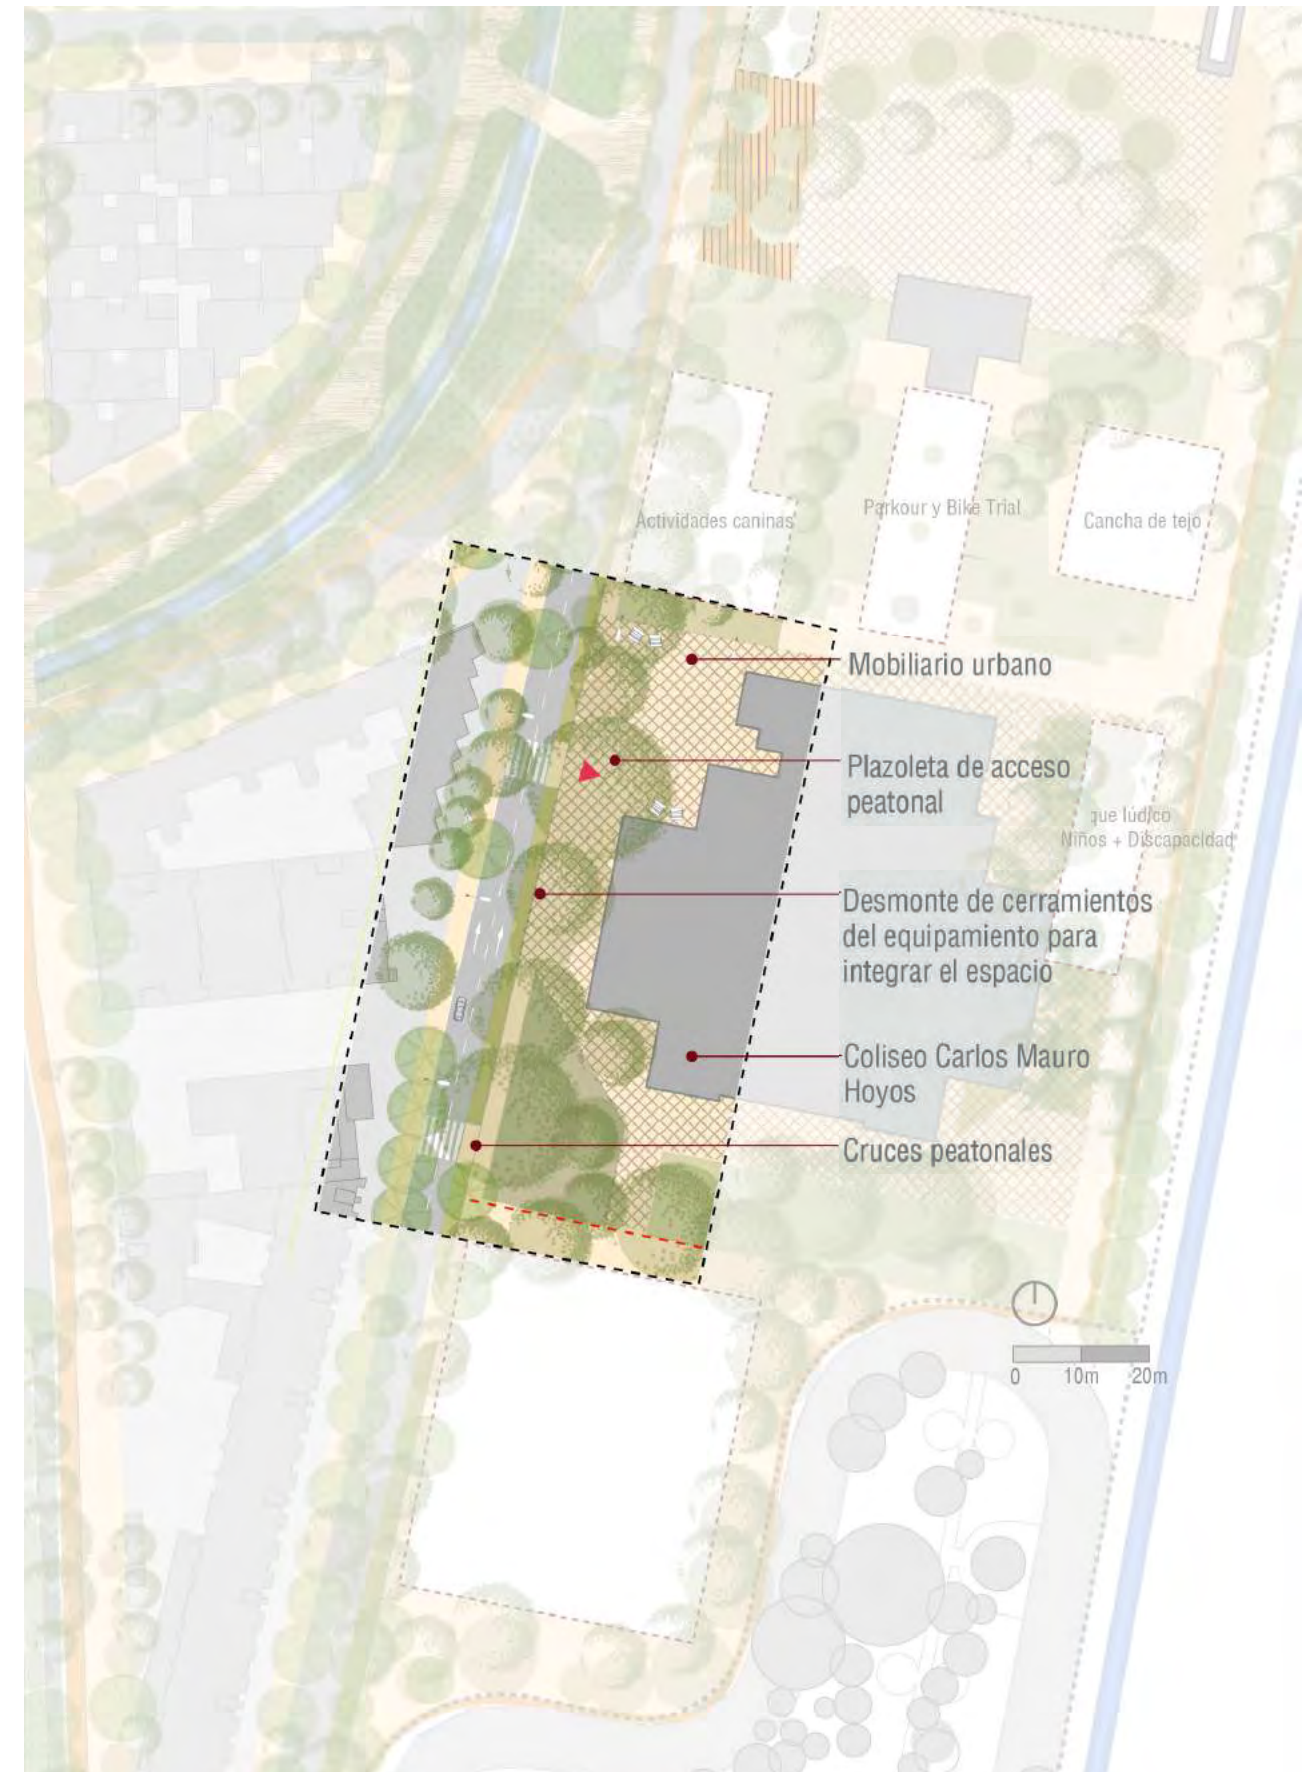 Actividades caninas
Parkour y Bike Trial
Cancha de tejo
Mobiliario urbano
Plazoleta de acceso
peatonal
que lúdico
Niños + Discapacidad
Desmonte de cerramientos
del equipamiento para
integrar el espacio
Coliseo Carlos Mauro
Hoyos
Cruces peatonales
0 10m 20m